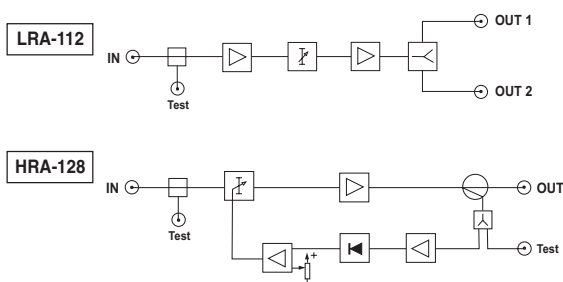 LRA-112
OUT 1
IN
Test
OUT 2
HRA-128
IN
OUT
Test
+
Test